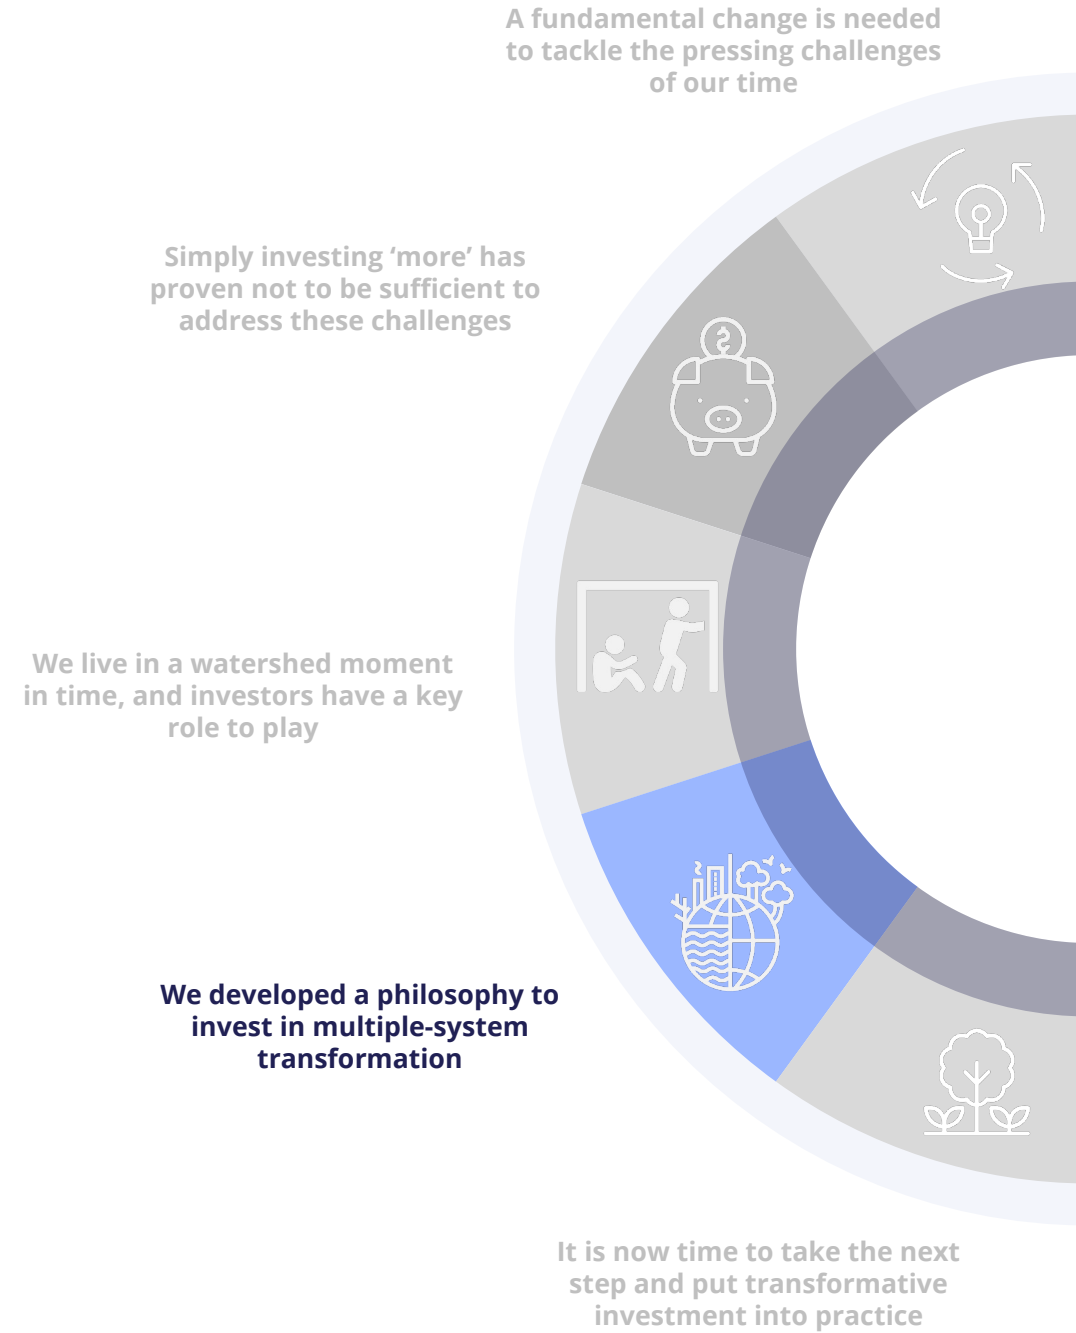 A fundamental change is needed
to tackle the pressing challenges
of our time
Simply investing ‘more’ has
proven not to be sufficient to
address these challenges
We live in a watershed moment
in time, and investors have a key
role to play
We developed a philosophy to
invest in multiple-system
transformation
It is now time to take the next
step and put transformative
investment into practice